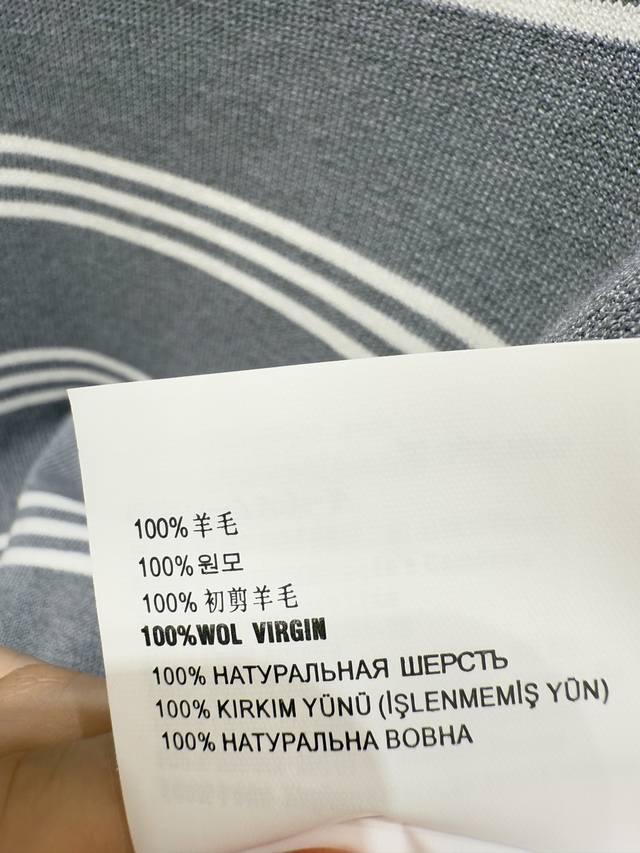 100%羊毛
100%원모
100% 初剪羊毛
100%WOL VIRGIN
100% НАТУРАЛЬНАЯ ШЕРСТЬ
100% KIRKIM YÜNÜ (İŞLENMEMİŞ YÜN)
100% НАТУРАЛЬНА ВОВНА